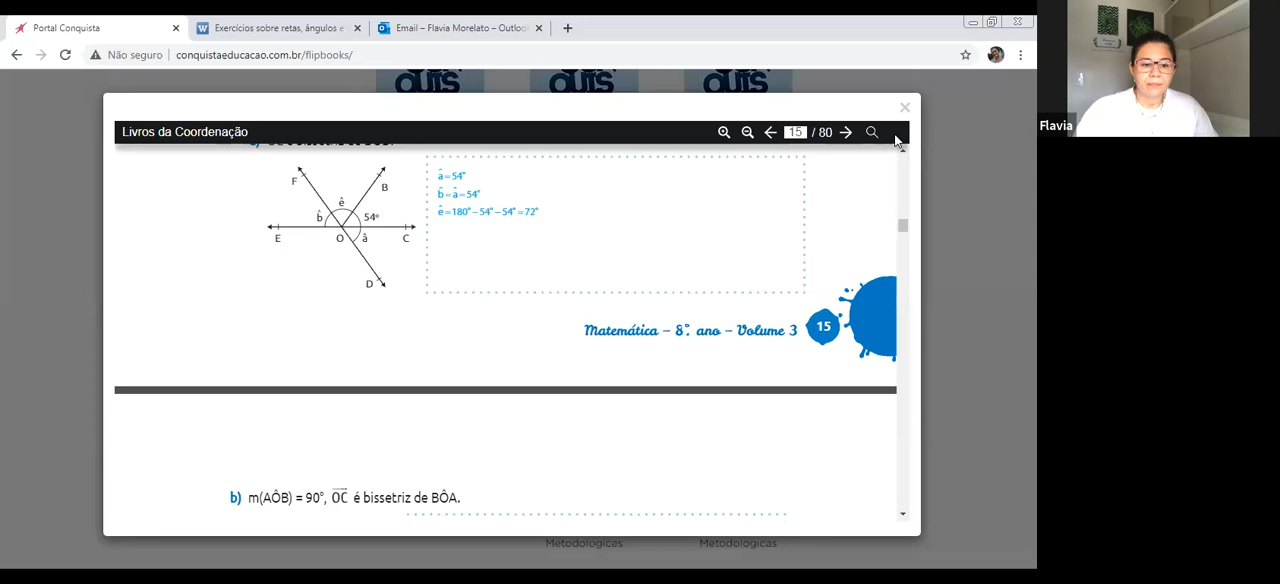 Portal Conquista
Exercícios sobre retas, ângulos e
Email – Flavia Morelato – Outlo
Não seguro
conquistaeducacao.com.br/flipbooks/
Flavia
Livros da Coordenação
15 / 80
F
B
ê
b̂
54º
E
O
â
C
D
â = 54°
b̂ = â = 54°
ê = 180° – 54° – 54° = 72°
Matemática – 8º. ano – Volume 3
15
b) m(AÔB) = 90°, OC é bissetriz de BÔA.
Metodológicas
Metodológicas